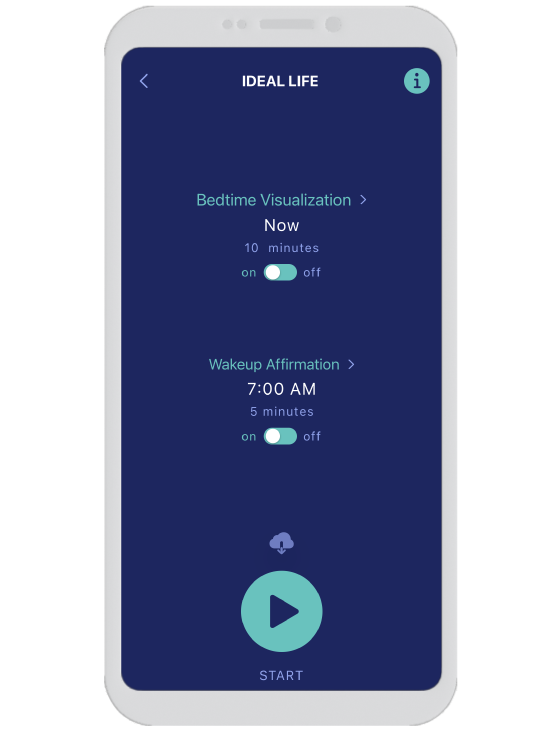 IDEAL LIFE
Bedtime Visualization
Now
10 minutes
on off
Wakeup Affirmation
7:00 AM
5 minutes
on off
START